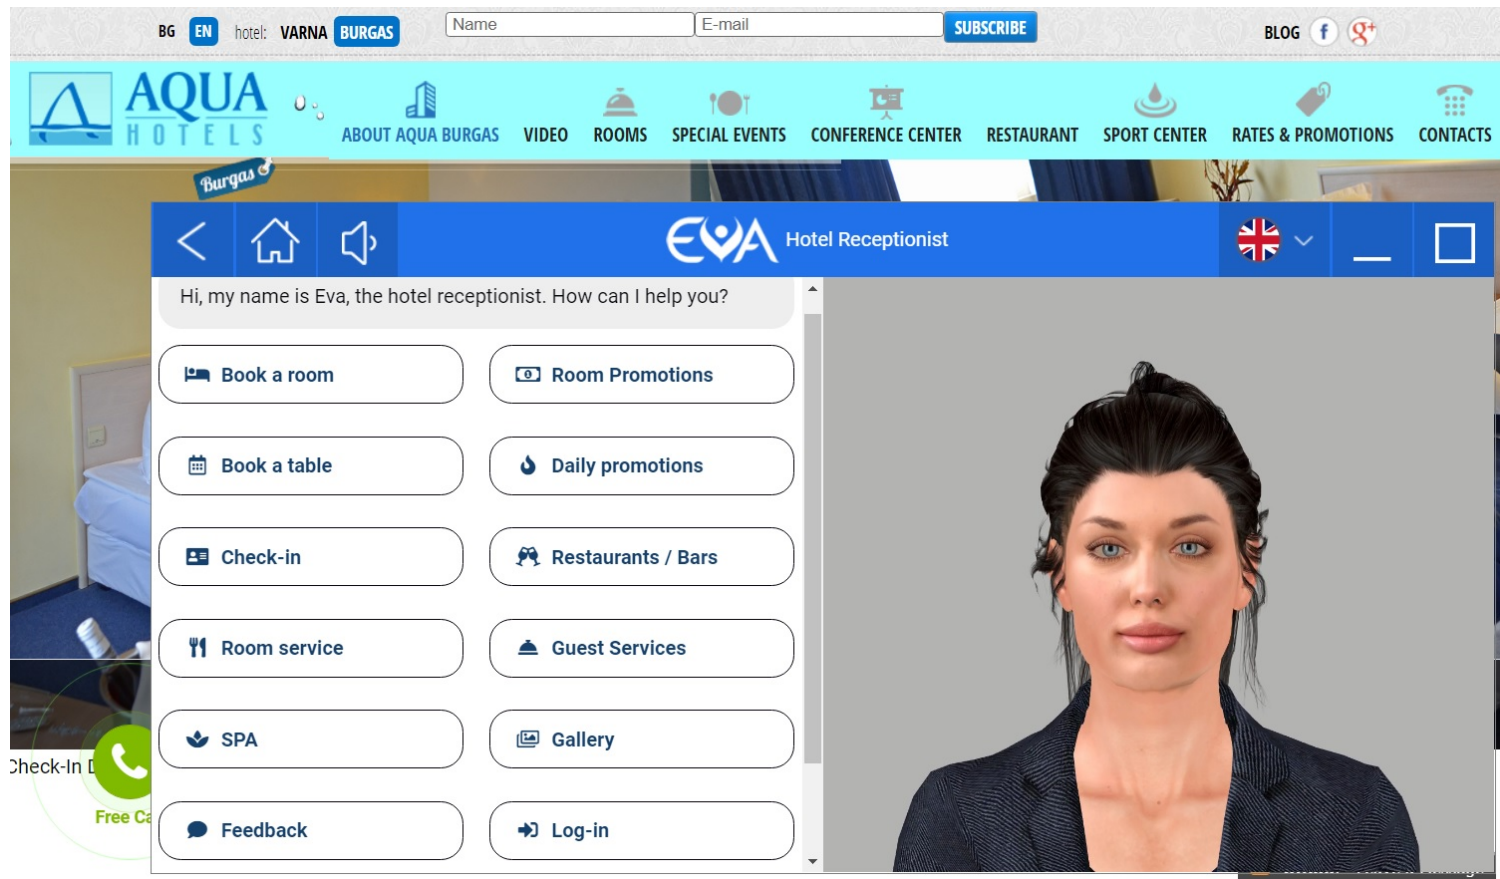 BG EN hotel: VARNA BURGAS Name E-mail SUBSCRIBE BLOG f g+
AQUA
HOTELS
ABOUT AQUA BURGAS VIDEO ROOMS SPECIAL EVENTS CONFERENCE CENTER RESTAURANT SPORT CENTER RATES & PROMOTIONS CONTACTS
Burgas
EVA Hotel Receptionist
Hi, my name is Eva, the hotel receptionist. How can I help you?
Book a room Room Promotions
Book a table Daily promotions
Check-in Restaurants / Bars
Room service Guest Services
SPA Gallery
Check-In
Free
Feedback Log-in